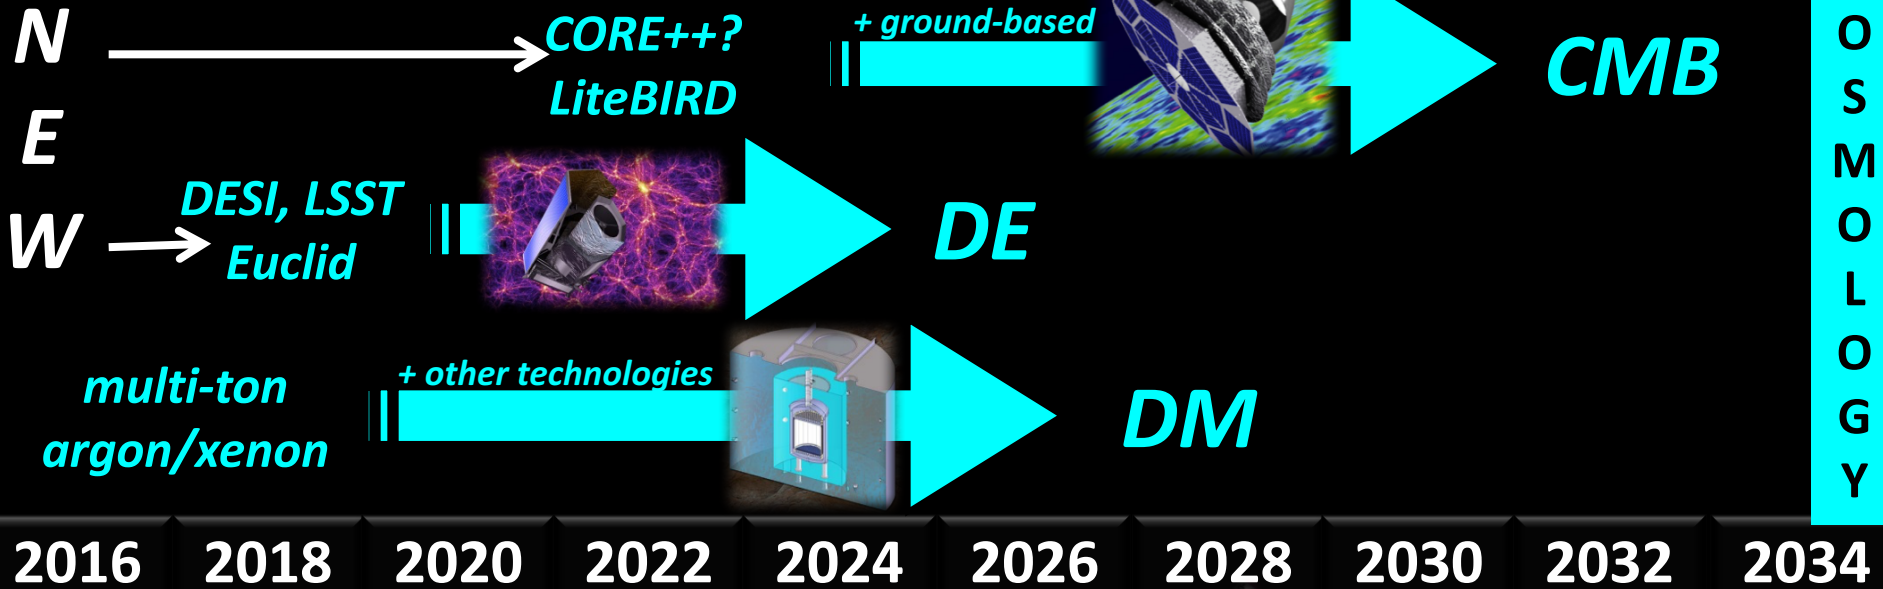 N
E
W
CORE++?
LiteBIRD
+ ground-based
CMB
DESI, LSST
Euclid
DE
multi-ton
argon/xenon
+ other technologies
DM
O
S
M
O
L
O
G
Y
2016 2018 2020 2022 2024 2026 2028 2030 2032 2034